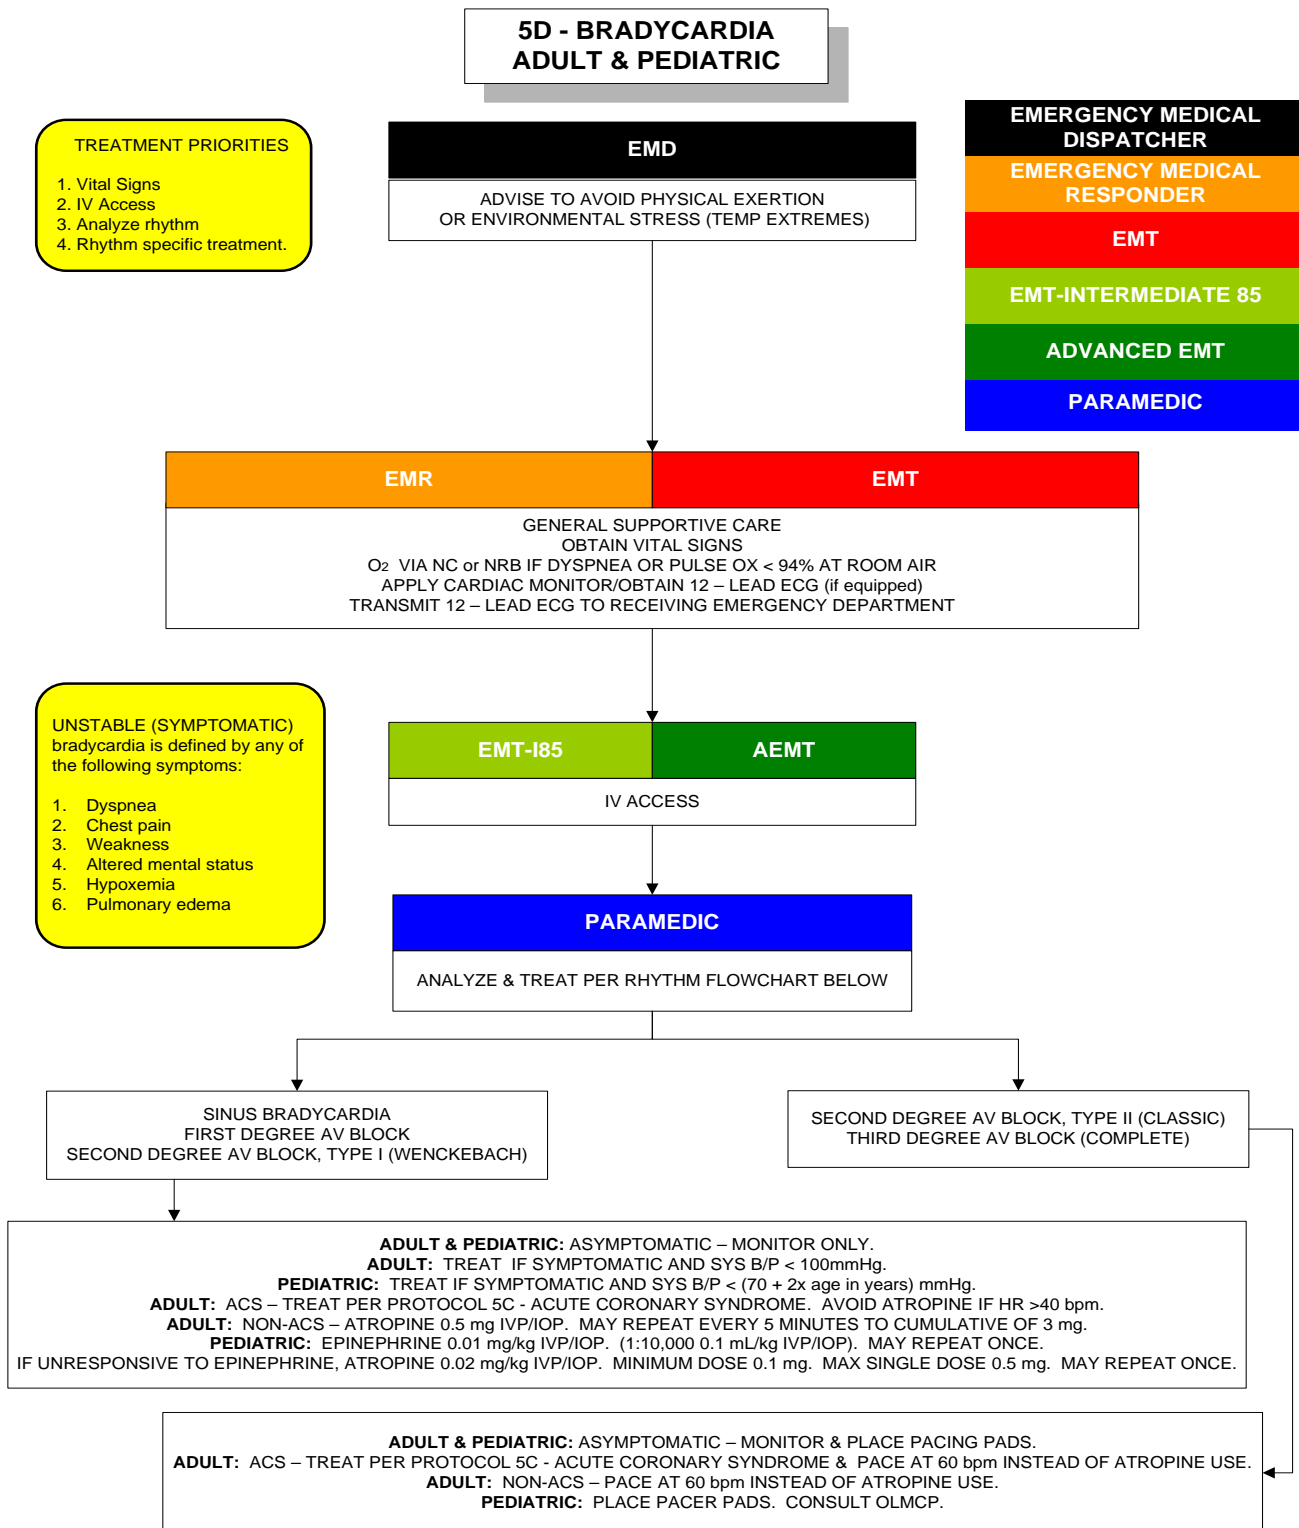 5D - BRADYCARDIA
ADULT & PEDIATRIC
TREATMENT PRIORITIES
1. Vital Signs
2. IV Access
3. Analyze rhythm
4. Rhythm specific treatment.
EMD
ADVISE TO AVOID PHYSICAL EXERTION
OR ENVIRONMENTAL STRESS (TEMP EXTREMES)
EMERGENCY MEDICAL
DISPATCHER
EMERGENCY MEDICAL
RESPONDER
EMT
EMT-INTERMEDIATE 85
ADVANCED EMT
PARAMEDIC
EMR
EMT
GENERAL SUPPORTIVE CARE
OBTAIN VITAL SIGNS
O2 VIA NC or NRB IF DYSPNEA OR PULSE OX < 94% AT ROOM AIR
APPLY CARDIAC MONITOR/OBTAIN 12 – LEAD ECG (if equipped)
TRANSMIT 12 – LEAD ECG TO RECEIVING EMERGENCY DEPARTMENT
UNSTABLE (SYMPTOMATIC)
bradycardia is defined by any of
the following symptoms:
1. Dyspnea
2. Chest pain
3. Weakness
4. Altered mental status
5. Hypoxemia
6. Pulmonary edema
EMT-I85
AEMT
IV ACCESS
PARAMEDIC
ANALYZE & TREAT PER RHYTHM FLOWCHART BELOW
SINUS BRADYCARDIA
FIRST DEGREE AV BLOCK
SECOND DEGREE AV BLOCK, TYPE I (WENCKEBACH)
SECOND DEGREE AV BLOCK, TYPE II (CLASSIC)
THIRD DEGREE AV BLOCK (COMPLETE)
ADULT & PEDIATRIC: ASYMPTOMATIC – MONITOR ONLY.
ADULT: TREAT IF SYMPTOMATIC AND SYS B/P < 100mmHg.
PEDIATRIC: TREAT IF SYMPTOMATIC AND SYS B/P < (70 + 2x age in years) mmHg.
ADULT: ACS – TREAT PER PROTOCOL 5C - ACUTE CORONARY SYNDROME. AVOID ATROPINE IF HR >40 bpm.
ADULT: NON-ACS – ATROPINE 0.5 mg IVP/IOP. MAY REPEAT EVERY 5 MINUTES TO CUMULATIVE OF 3 mg.
PEDIATRIC: EPINEPHRINE 0.01 mg/kg IVP/IOP. (1:10,000 0.1 mL/kg IVP/IOP). MAY REPEAT ONCE.
IF UNRESPONSIVE TO EPINEPHRINE, ATROPINE 0.02 mg/kg IVP/IOP. MINIMUM DOSE 0.1 mg. MAX SINGLE DOSE 0.5 mg. MAY REPEAT ONCE.
ADULT & PEDIATRIC: ASYMPTOMATIC – MONITOR & PLACE PACING PADS.
ADULT: ACS – TREAT PER PROTOCOL 5C - ACUTE CORONARY SYNDROME & PACE AT 60 bpm INSTEAD OF ATROPINE USE.
ADULT: NON-ACS – PACE AT 60 bpm INSTEAD OF ATROPINE USE.
PEDIATRIC: PLACE PACER PADS. CONSULT OLMCP.